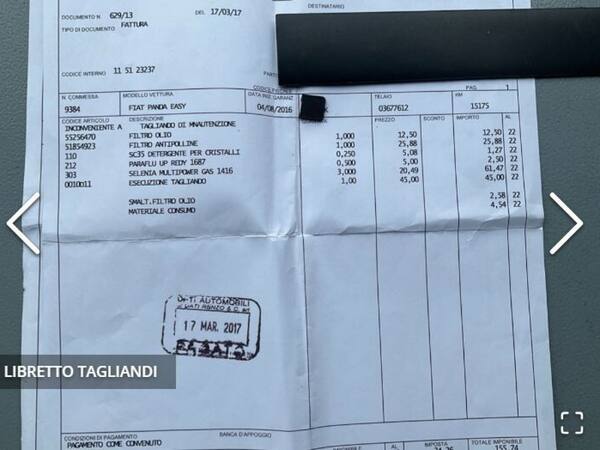 DESTINATARIO
DOCUMENTO N 629/13 DEL 17/03/17
TIPO DI DOCUMENTO FATTURA
CODICE INTERNO 11 51 23237
PAG. 1
N. COMMESSA MODELLO VETTURA TELAIO KM
9384 FIAT PANDA EASY 04/08/2016 03677612 15175
CODICE ARTICOLO DESCRIZIONE PREZZO SCONTO IMPORTO AL
INCONVENIENTE A TAGLIANDO DI MNAUTENZIONE
55256470 FILTRO OLIO 1,000 12,50 12,50 22
51854923 FILTRO ANTIPOLLINE 1,000 25,88 25,88 22
110 SC35 DETERGENTE PER CRISTALLI 0,250 5,08 1,27 22
212 PARAFLU UP REDY 1687 0,500 5,00 2,50 22
303 SELENIA MULTIPOWER GAS 1416 3,000 20,49 61,47 22
0010011 ESECUZIONE TAGLIANDO 1,00 45,00 45,00 22
SMALT.FILTRO OLIO 2,58 22
MATERIALE CONSUMO 4,54 22
AUTOMOBILI
17 MAR. 2017
LIBRETTO TAGLIANDI
CONDIZIONI DI PAGAMENTO BANCA D'APPOGGIO AL IMPOSTA TOTALE IMPONIBILE
PAGAMENTO COME CONVENUTO 155,74